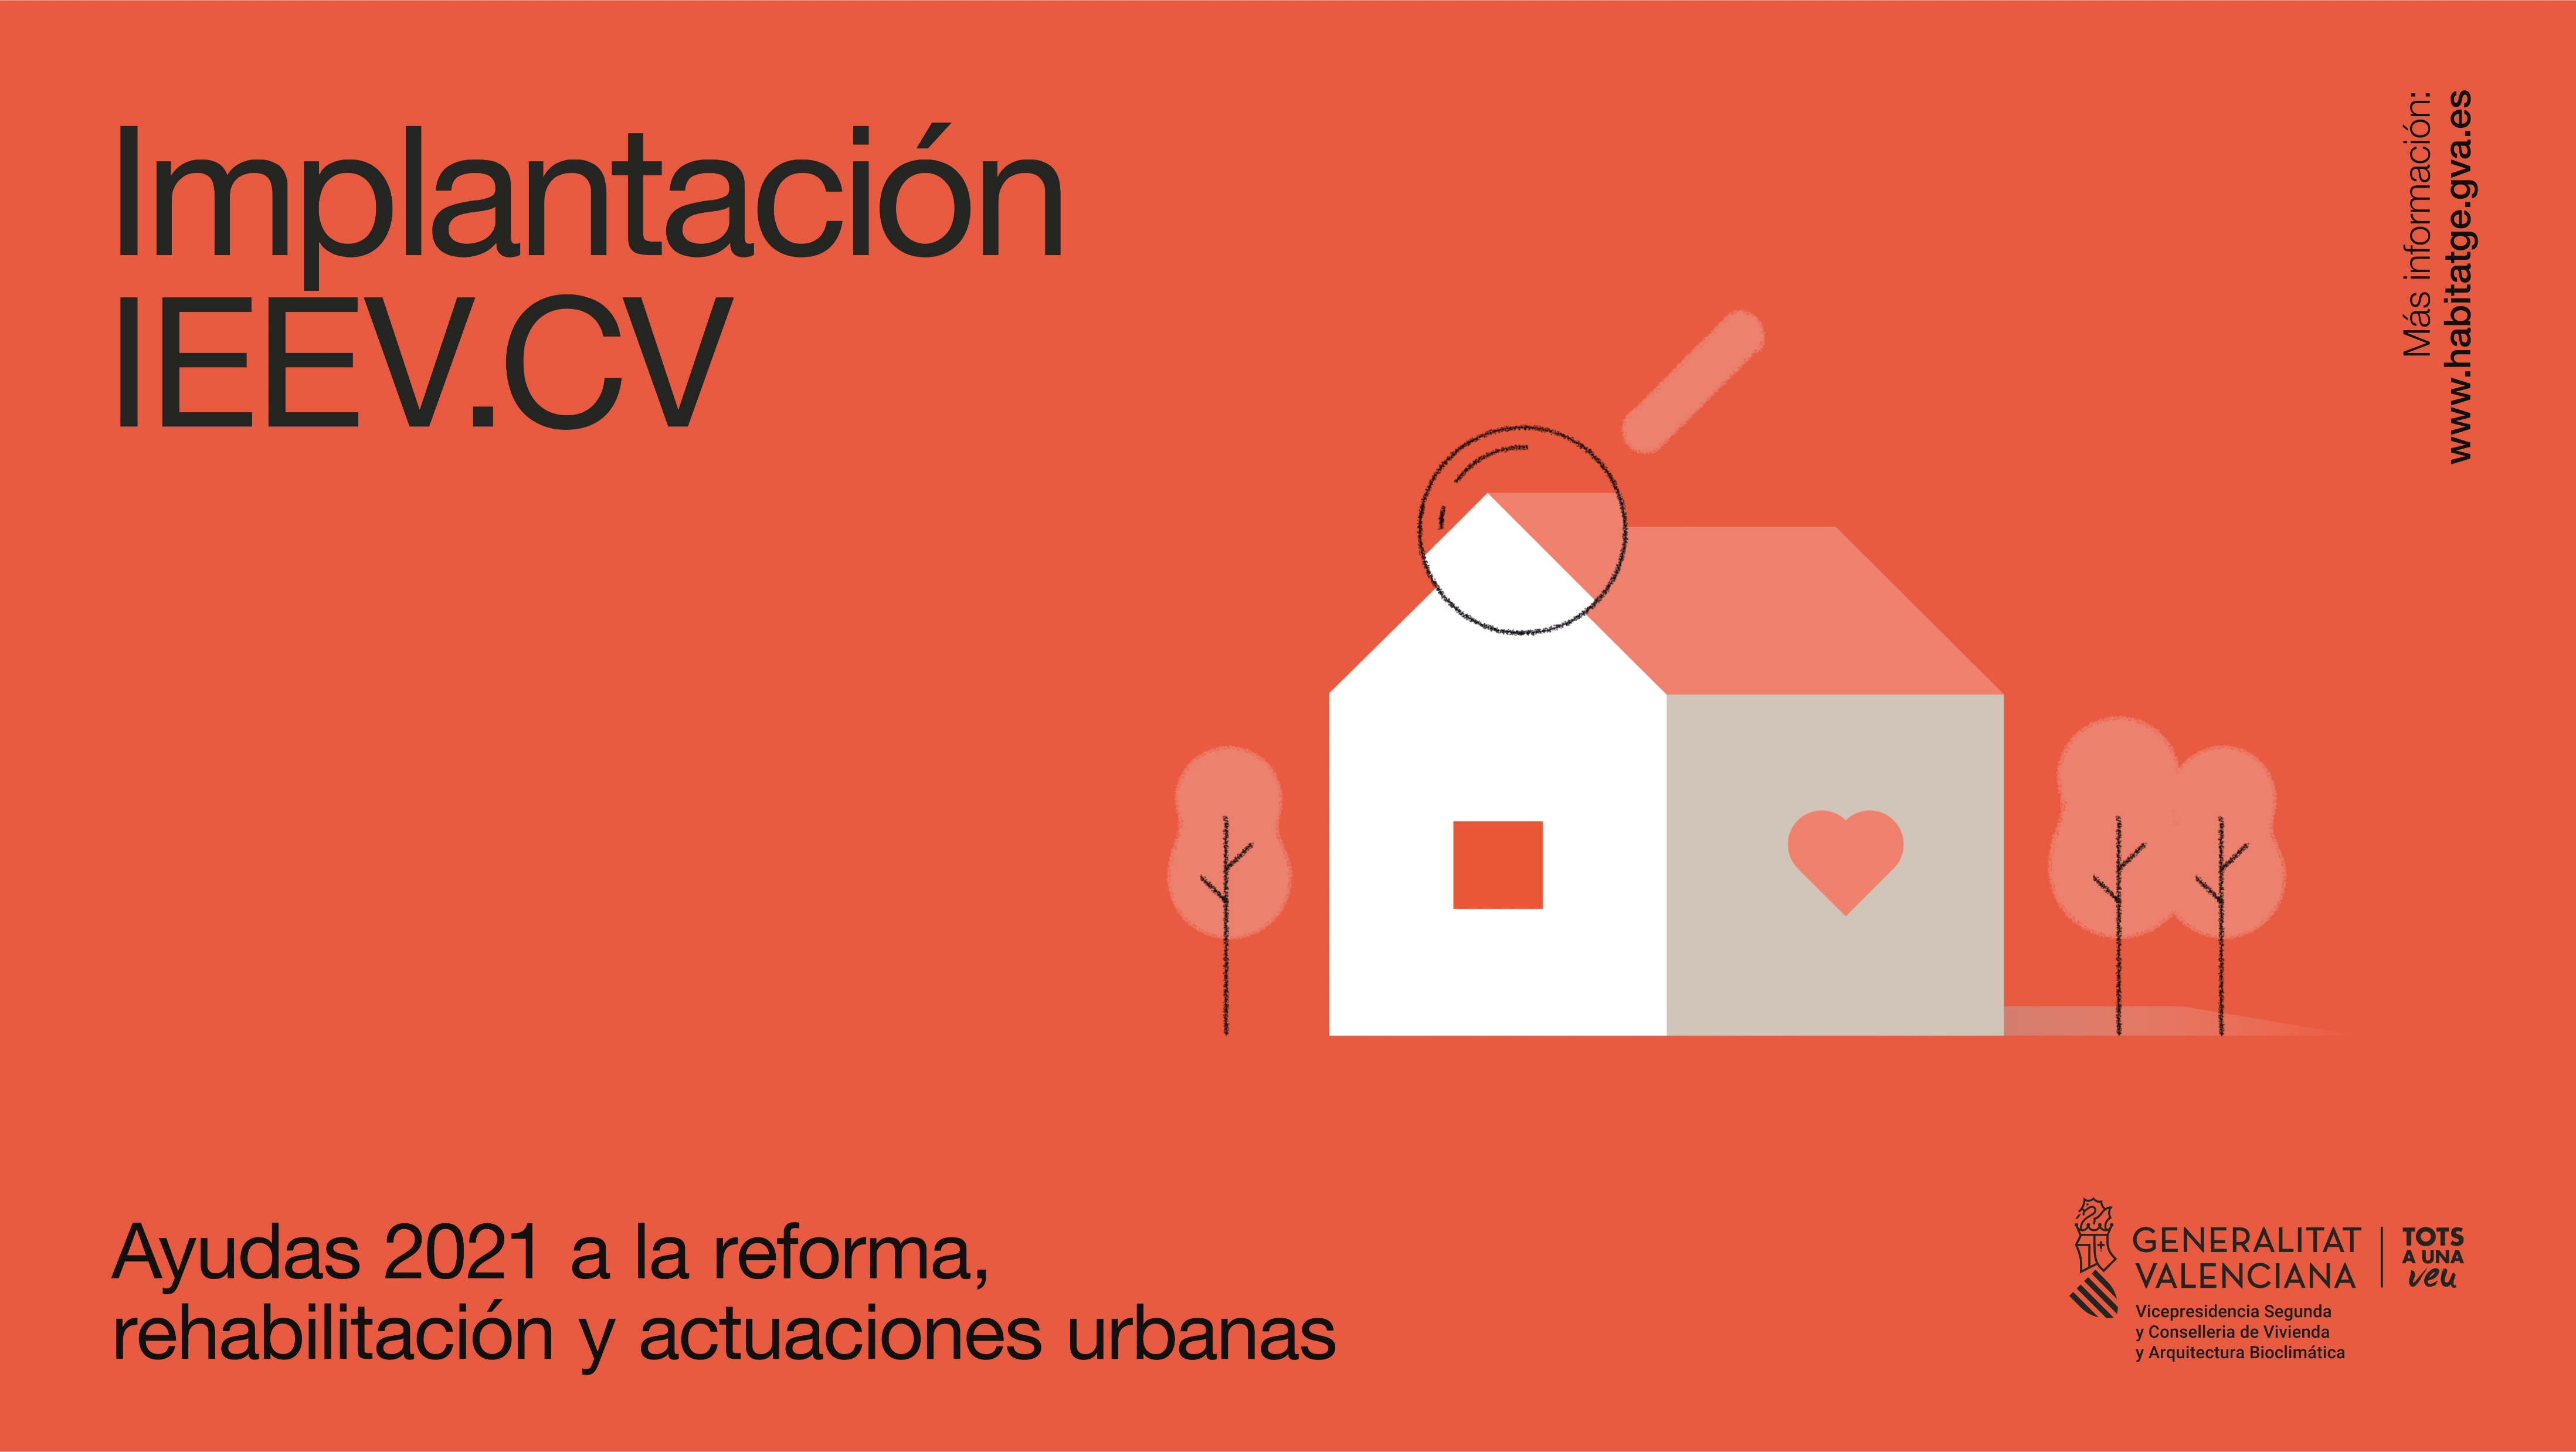 Implantación
IEEV.CV
Más información:
www.habitatge.gva.es
Ayudas 2021 a la reforma,
rehabilitación y actuaciones urbanas
GENERALITAT
VALENCIANA
TOTS
A UNA
veu
Vicepresidencia Segunda
y Conselleria de Vivienda
y Arquitectura Bioclimática